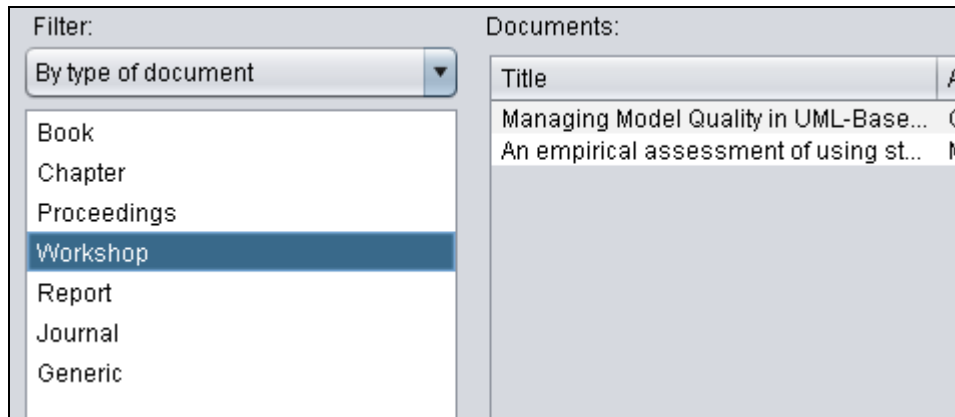 Filter:
By type of document
Book
Chapter
Proceedings
Workshop
Report
Journal
Generic
Documents:
Title
Managing Model Quality in UML-Base...
An empirical assessment of using st...